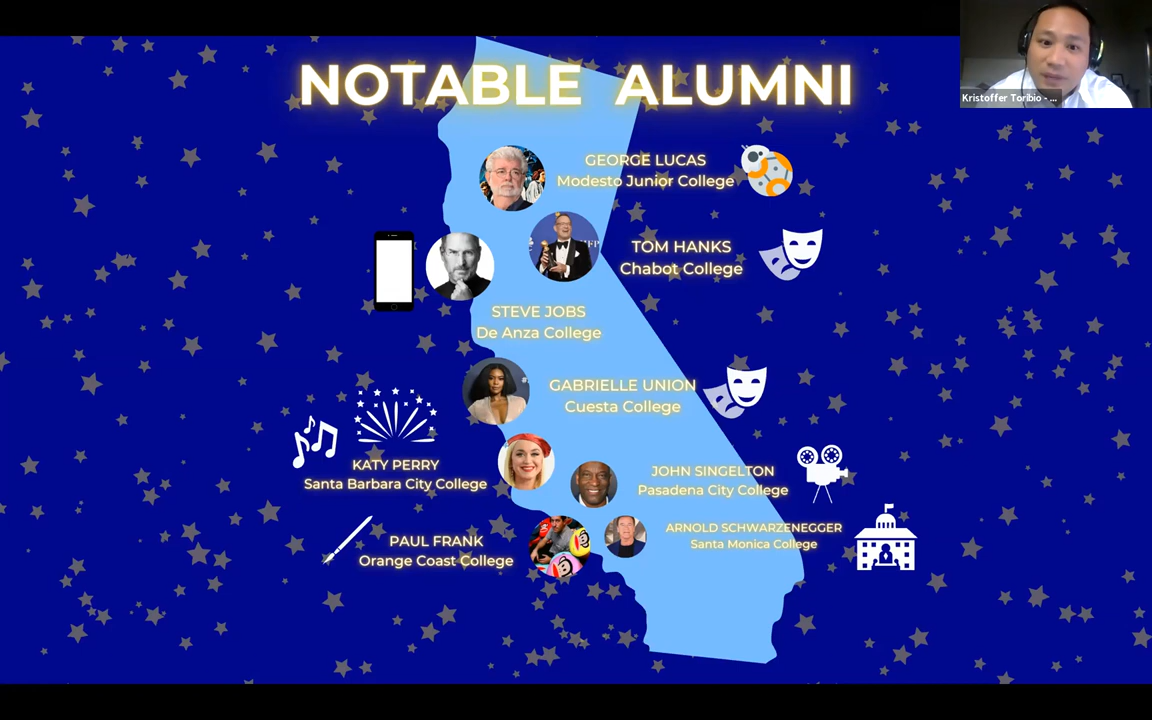 NOTABLE ALUMNI
Kristoffer Toribio - ...
GEORGE LUCAS
Modesto Junior College
TOM HANKS
Chabot College
STEVE JOBS
De Anza College
GABRIELLE UNION
Cuesta College
KATY PERRY
Santa Barbara City College
JOHN SINGELTON
Pasadena City College
PAUL FRANK
Orange Coast College
ARNOLD SCHWARZENEGGER
Santa Monica College